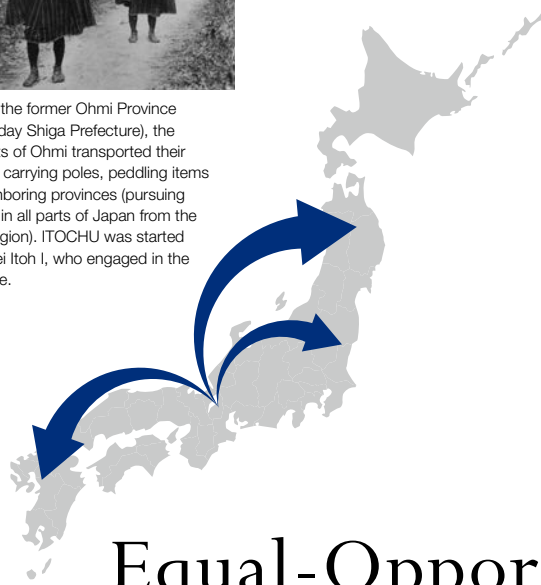 the former Ohmi Province
day Shiga Prefecture), the
s of Ohmi transported their
carrying poles, peddling items
boring provinces (pursuing
in all parts of Japan from the
gion). ITOCHU was started
ei Itoh I, who engaged in the
e.
Equal-Oppor